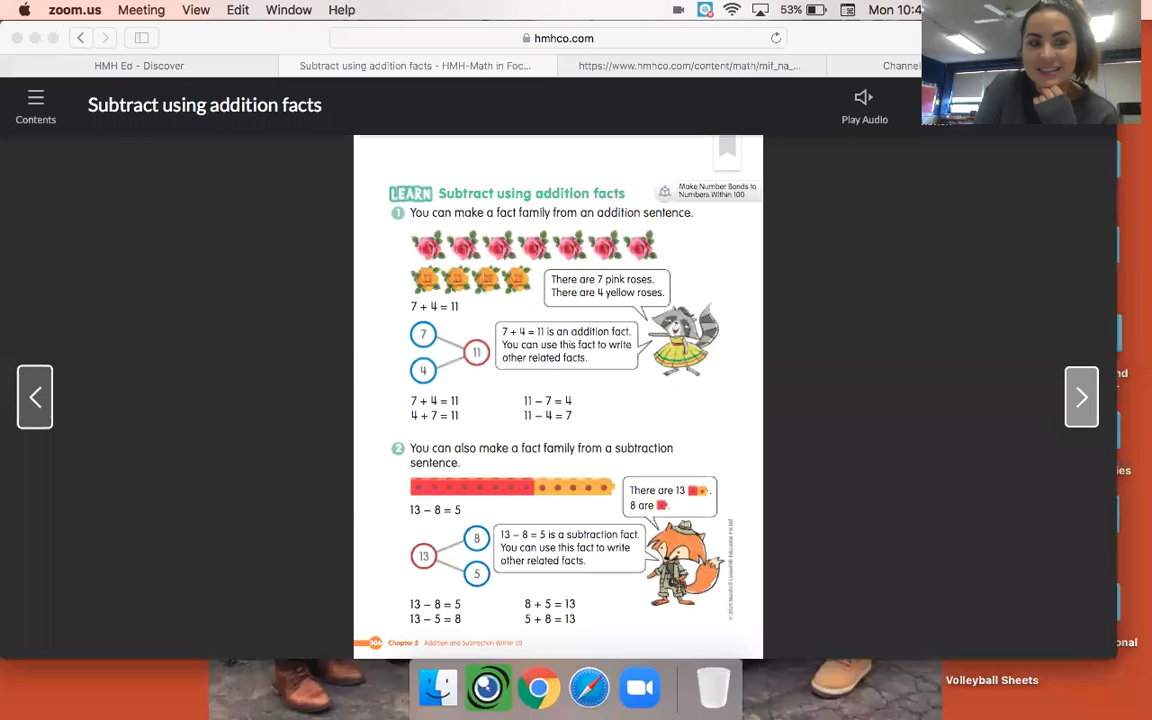 zoom.us Meeting View Edit Window Help 53% Mon 10:4
hmhco.com
HMH Ed - Discover
Subtract using addition facts - HMH-Math in Foc...
https://www.hmhco.com/content/math/mif_na_...
Channel
Contents
Subtract using addition facts
Play Audio
LEARN Subtract using addition facts
Make Number Bonds to
Numbers Within 100
1 You can make a fact family from an addition sentence.
There are 7 pink roses.
There are 4 yellow roses.
7 + 4 = 11
7
4
11
7 + 4 = 11 is an addition fact.
You can use this fact to write
other related facts.
7 + 4 = 11 11 – 7 = 4
4 + 7 = 11 11 – 4 = 7
2 You can also make a fact family from a subtraction
sentence.
There are 13 .
8 are .
13 – 8 = 5
13
8
5
13 – 8 = 5 is a subtraction fact.
You can use this fact to write
other related facts.
13 – 8 = 5 8 + 5 = 13
13 – 5 = 8 5 + 8 = 13
Chapter 5 Addition and Subtraction Within 20
nd
ies
onal
Volleyball Sheets